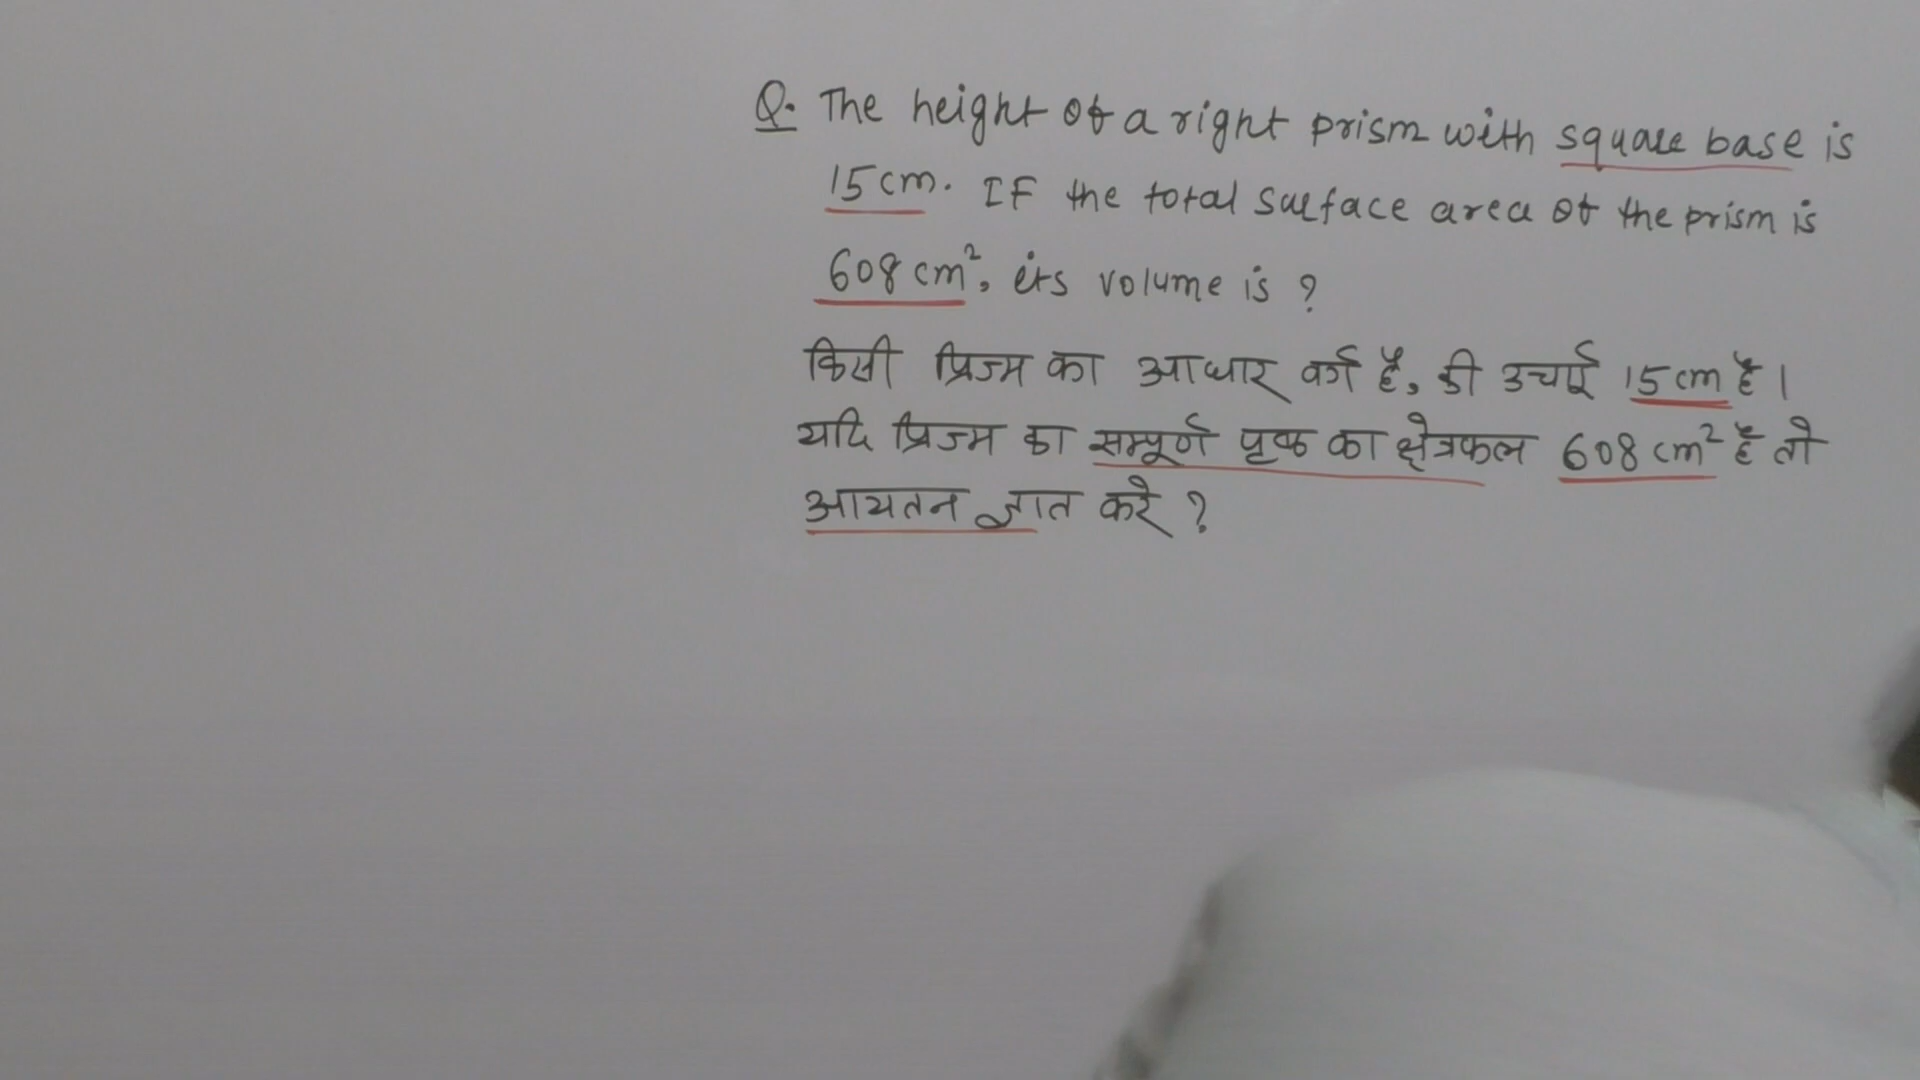 Q. The height of a right prism with square base is
15 cm. IF the total surface area of the prism is
608 cm², its volume is ?
किसी प्रिज्म का आधार वर्ग है, की उचाई 15 cm है।
यदि प्रिज्म का सम्पूर्ण पृष्ठ का क्षेत्रफल 608 cm² है तो
आयतन ज्ञात करे ?